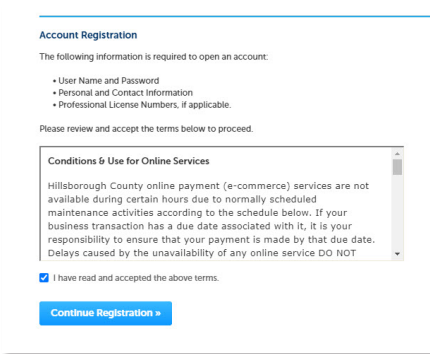 Account Registration
The following information is required to open an account:
• User Name and Password
• Personal and Contact Information
• Professional License Numbers, if applicable.
Please review and accept the terms below to proceed.
Conditions & Use for Online Services
Hillsborough County online payment (e-commerce) services are not
available during certain hours due to normally scheduled
maintenance activities according to the schedule below. If your
business transaction has a due date associated with it, it is your
responsibility to ensure that your payment is made by that due date.
Delays caused by the unavailability of any online service DO NOT
I have read and accepted the above terms.
Continue Registration »